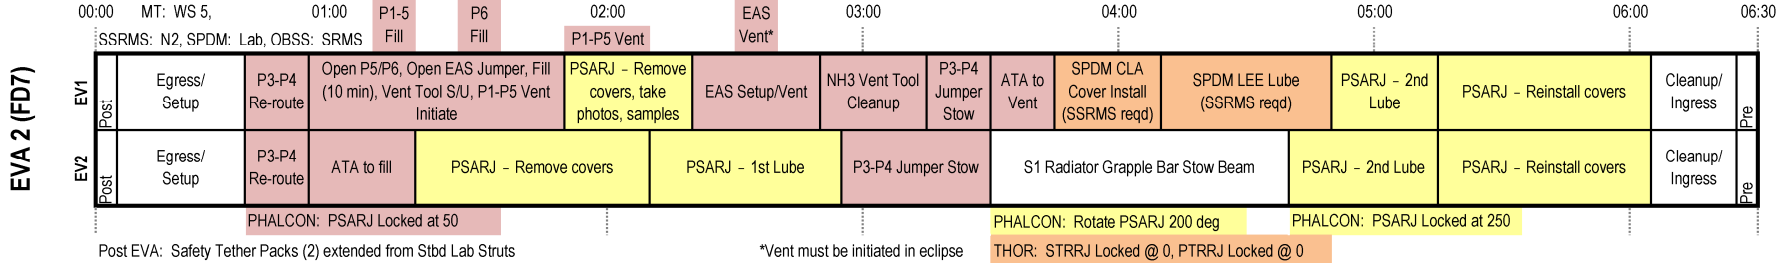 00:00 MT: WS 5, 01:00 P1-5 Fill P6 Fill 02:00 EAS Vent* 03:00 04:00 05:00 06:00 06:30
SSRMS: N2, SPDM: Lab, OBSS: SRMS P1-P5 Vent
EVA 2 (FD7)
EV1
Post
Egress/
Setup
P3-P4
Re-route
Open P5/P6, Open EAS Jumper, Fill
(10 min), Vent Tool S/U, P1-P5 Vent
Initiate
PSARJ – Remove
covers, take
photos, samples
EAS Setup/Vent
NH3 Vent Tool
Cleanup
P3-P4
Jumper
Stow
ATA to
Vent
SPDM CLA
Cover Install
(SSRMS reqd)
SPDM LEE Lube
(SSRMS reqd)
PSARJ – 2nd
Lube
PSARJ – Reinstall covers
Cleanup/
Ingress
Pre
EV2
Post
Egress/
Setup
P3-P4
Re-route
ATA to fill
PSARJ – Remove covers
PSARJ – 1st Lube
P3-P4 Jumper Stow
S1 Radiator Grapple Bar Stow Beam
PSARJ – 2nd Lube
PSARJ – Reinstall covers
Cleanup/
Ingress
Pre
PHALCON: PSARJ Locked at 50
PHALCON: Rotate PSARJ 200 deg
PHALCON: PSARJ Locked at 250
Post EVA: Safety Tether Packs (2) extended from Stbd Lab Struts
*Vent must be initiated in eclipse
THOR: STRRJ Locked @ 0, PTRRJ Locked @ 0